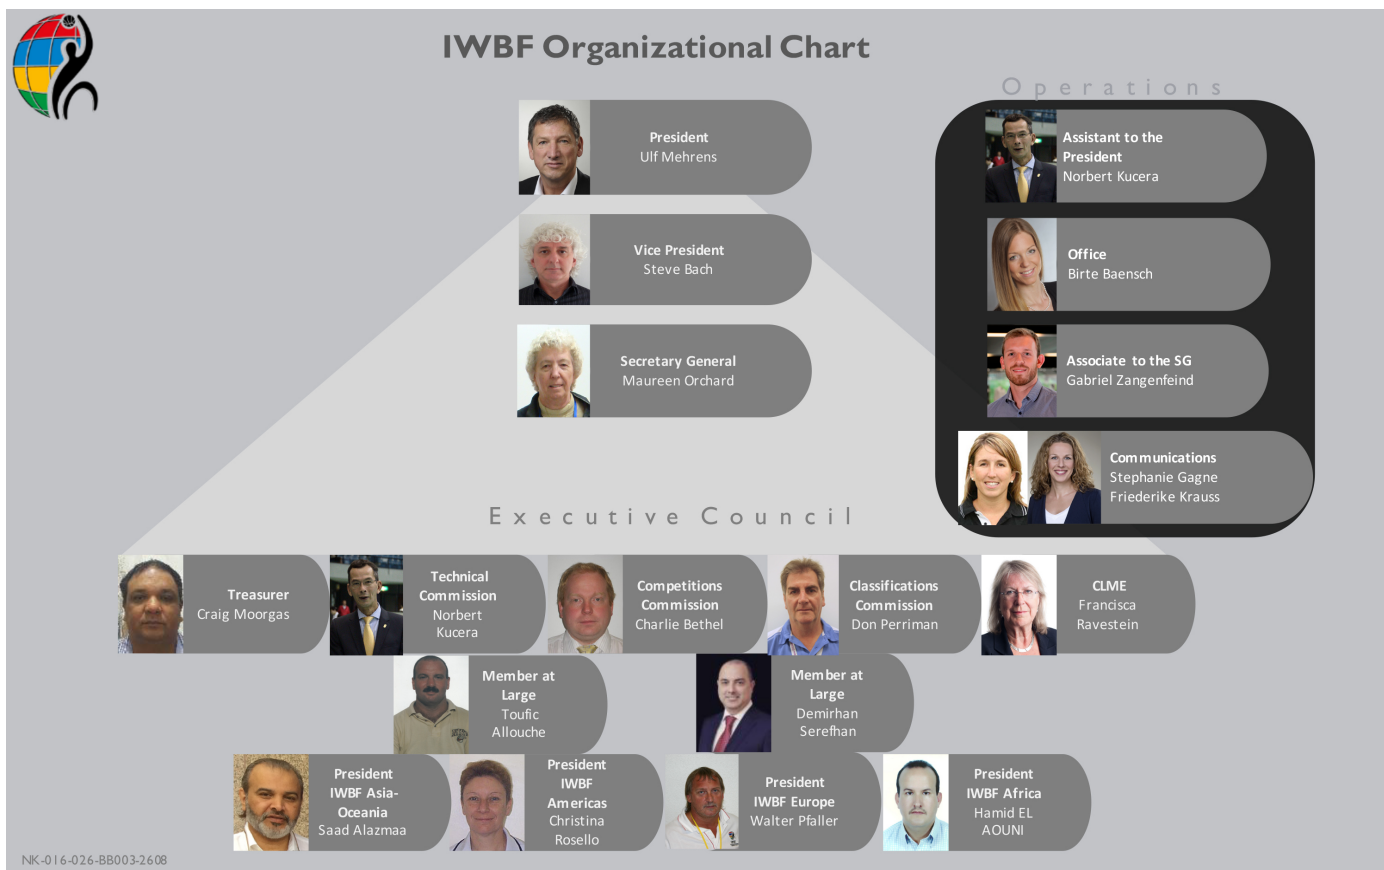 IWBF Organizational Chart
Operations
President
Ulf Mehrens
Vice President
Steve Bach
Secretary General
Maureen Orchard
Assistant to the
President
Norbert Kucera
Office
Birte Baensch
Associate to the SG
Gabriel Zangenfeind
Communications
Stephanie Gagne
Friederike Krauss
Executive Council
Treasurer
Craig Moorgas
Technical
Commission
Norbert
Kucera
Competitions
Commission
Charlie Bethel
Classifications
Commission
Don Perriman
CLME
Francisca
Ravestein
Member at
Large
Toufic
Allouche
Member at
Large
Demirhan
Serefhan
President
IWBF Asia-
Oceania
Saad Alazmaa
President
IWBF
Americas
Christina
Rosello
President
IWBF Europe
Walter Pfaller
President
IWBF Africa
Hamid EL
AOUNI
NK-016-026-BB003-2608